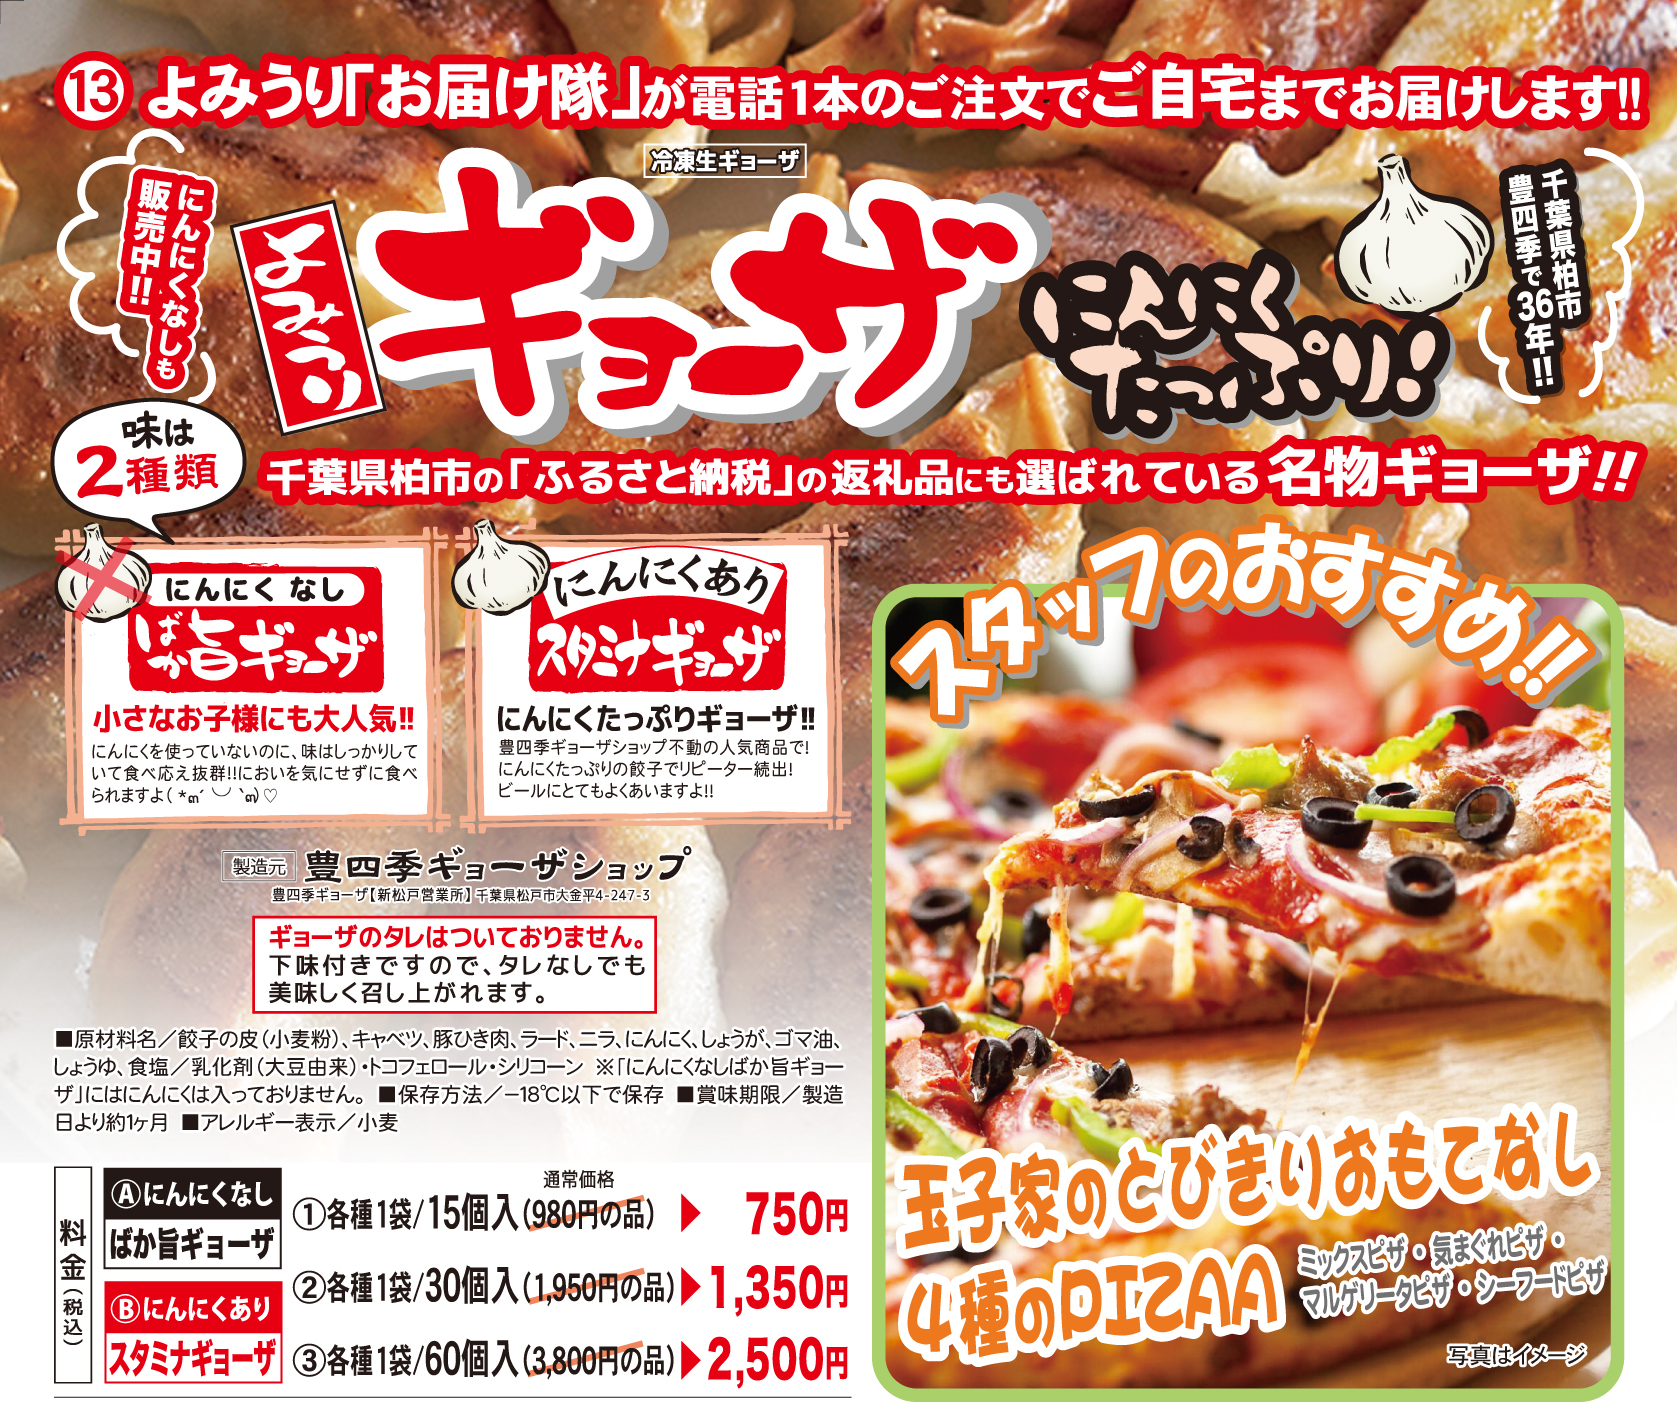 ⑬ よみうり「お届け隊」が電話1本のご注文でご自宅までお届けします!!
冷凍生ギョーザ
にんにくなしも
販売中!!
よみうり
ギョーザ
にんにく
たっぷり!
千葉県柏市
豊四季で36年!!
味は
2種類
千葉県柏市の「ふるさと納税」の返礼品にも選ばれている名物ギョーザ!!
にんにく なし
ばか旨ギョーザ
小さなお子様にも大人気!!
にんにくを使っていないのに、味はしっかりして
いて食べ応え抜群!!においを気にせずに食べ
られますよ( *๓´ ◡ `๓)♡
にんにくあり
スタミナギョーザ
にんにくたっぷりギョーザ!!
豊四季ギョーザショップ不動の人気商品で!
にんにくたっぷりの餃子でリピーター続出!
ビールにとてもよくあいますよ!!
製造元 豊四季ギョーザショップ
豊四季ギョーザ【新松戸営業所】千葉県松戸市大金平4-247-3
ギョーザのタレはついておりません。
下味付きですので、タレなしでも
美味しく召し上がれます。
■原材料名／餃子の皮(小麦粉)、キャベツ、豚ひき肉、ラード、ニラ、にんにく、しょうが、ゴマ油、
しょうゆ、食塩／乳化剤(大豆由来)・トコフェロール・シリコーン ※「にんにくなしばか旨ギョー
ザ」にはにんにくは入っておりません。 ■保存方法／−18℃以下で保存 ■賞味期限／製造
日より約1ヶ月 ■アレルギー表示／小麦
料金(税込)
Ⓐにんにくなし
ばか旨ギョーザ
Ⓑにんにくあり
スタミナギョーザ
通常価格
①各種1袋/15個入(980円の品)▶750円
②各種1袋/30個入(1,950円の品)▶1,350円
③各種1袋/60個入(3,800円の品)▶2,500円
スタッフのおすすめ!!
玉子家のとびきりおもてなし
4種のPIZAA
ミックスピザ・気まぐれピザ・
マルゲリータピザ・シーフードピザ
写真はイメージ